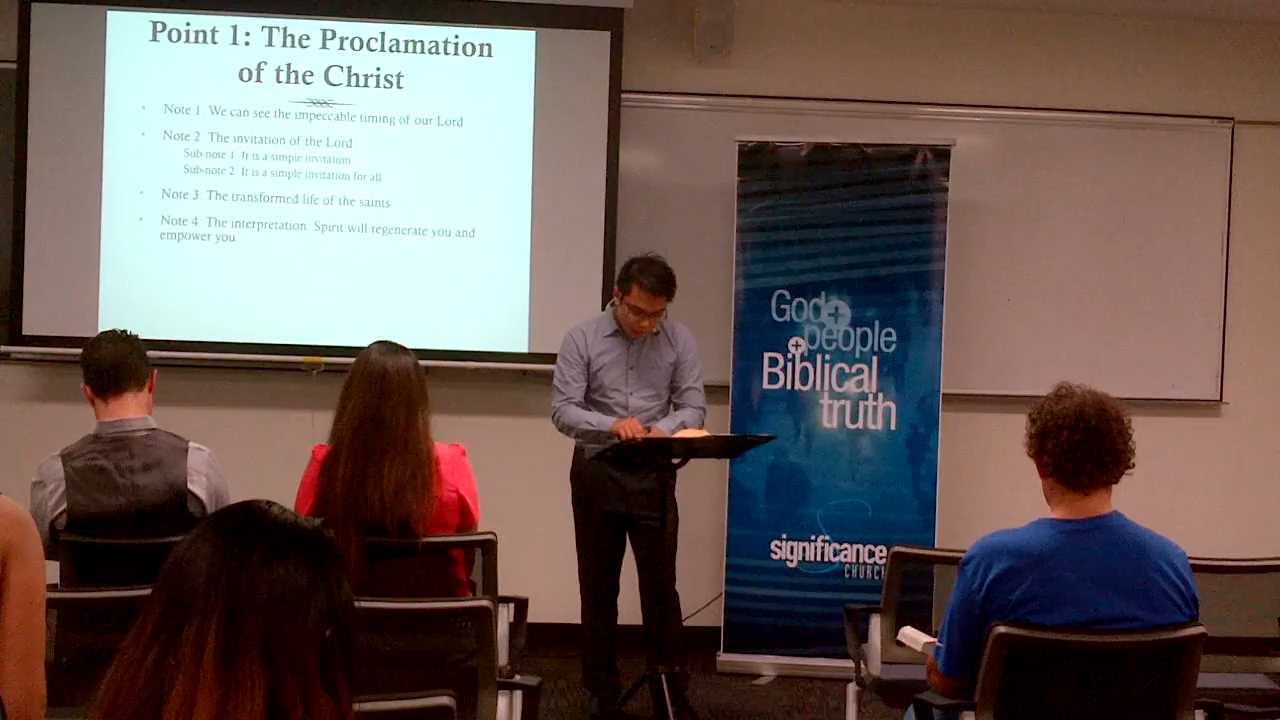 Point 1: The Proclamation
of the Christ
Note 1: We can see the impeccable timing of our Lord
Note 2: The invitation of the Lord
Sub-note 1: It is a simple invitation.
Sub-note 2: It is a simple invitation for all
Note 3: The transformed life of the saints
Note 4: The interpretation: Spirit will regenerate you and
empower you.
God+
people
+Biblical
truth
significance
CHURCH